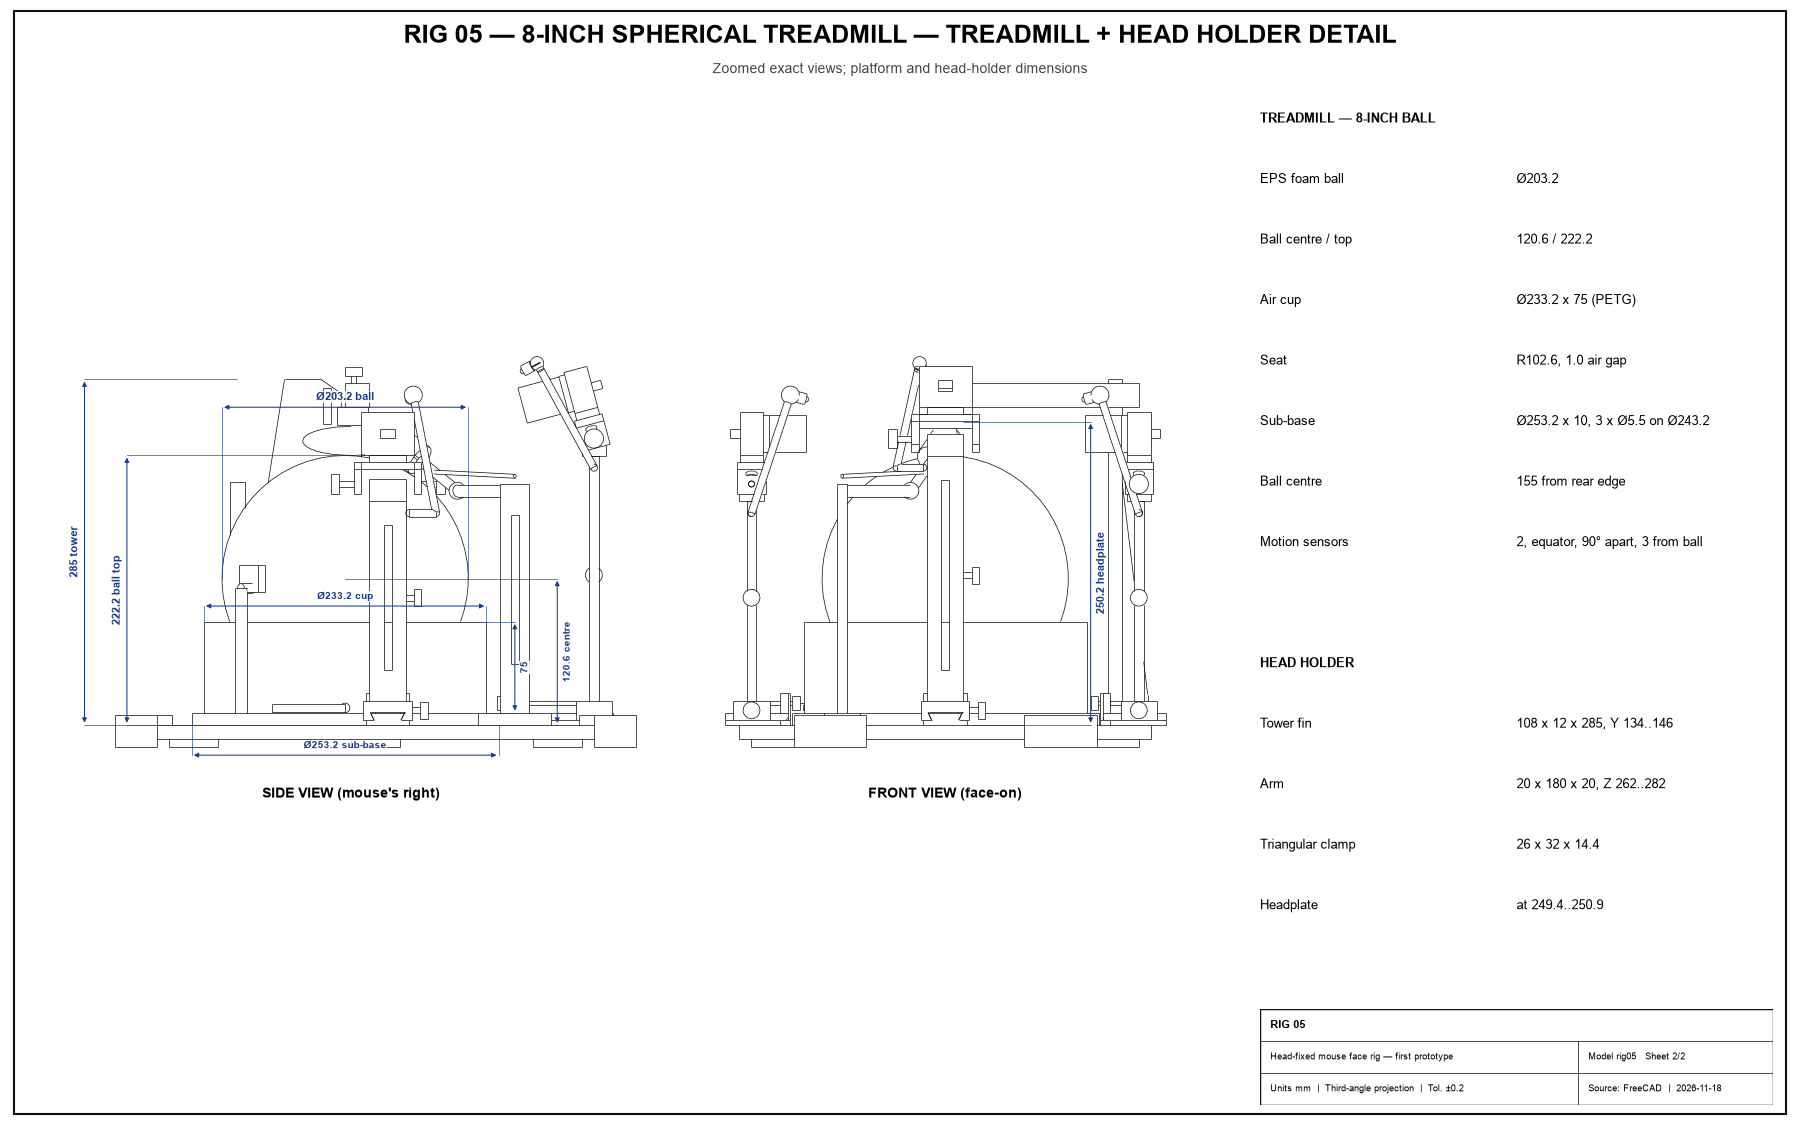 RIG 05 — 8-INCH SPHERICAL TREADMILL — TREADMILL + HEAD HOLDER DETAIL
Zoomed exact views; platform and head-holder dimensions
Ø203.2 ball
285 tower
222.2 ball top
Ø233.2 cup
75
120.6 centre
Ø253.2 sub-base
SIDE VIEW (mouse's right)
250.2 headplate
FRONT VIEW (face-on)
TREADMILL — 8-INCH BALL
EPS foam ball Ø203.2
Ball centre / top 120.6 / 222.2
Air cup Ø233.2 x 75 (PETG)
Seat R102.6, 1.0 air gap
Sub-base Ø253.2 x 10, 3 x Ø5.5 on Ø243.2
Ball centre 155 from rear edge
Motion sensors 2, equator, 90° apart, 3 from ball
HEAD HOLDER
Tower fin 108 x 12 x 285, Y 134..146
Arm 20 x 180 x 20, Z 262..282
Triangular clamp 26 x 32 x 14.4
Headplate at 249.4..250.9
RIG 05
Head-fixed mouse face rig — first prototype Model rig05 Sheet 2/2
Units mm | Third-angle projection | Tol. ±0.2 Source: FreeCAD | 2026-11-18